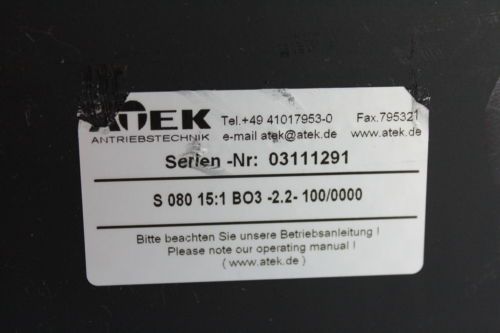 ATEK Tel.+49 41017953-0 Fax.795321
ANTRIEBSTECHNIK e-mail atek@atek.de www.atek.de
Serien -Nr: 03111291
S 080 15:1 BO3 -2.2- 100/0000
Bitte beachten Sie unsere Betriebsanleitung !
Please note our operating manual !
( www.atek.de )